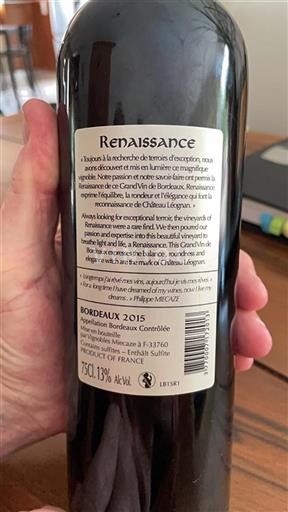 RENAISSANCE
« Toujours à la recherche de terroirs d'exception, nous
avons découvert et mis en lumière ce magnifique
vignoble. Notre passion et notre savoir-faire ont permis la
Renaissance de ce Grand Vin de Bordeaux. Renaissance
exprime l'équilibre, la rondeur et l'élégance qui font la
reconnaissance de Château Léognan. »
Always looking for exceptional terroir, the vineyards of
Renaissance were a rare find. We then poured our
passion and expertise into this beautiful vineyard to
breathe light and life, a Renaissance. This Grand Vin de
Bordeaux expresses the balance, roundness and
elegance witch are the mark of Château Léognan.
« Longtemps j'ai rêvé mes vins, aujourd'hui je vis mes rêves. »
« For a long time I have dreamed of my wines, now I live my
dreams. » Philippe MIECAZE
BORDEAUX 2015
Appellation Bordeaux Contrôlée
Mise en bouteille
par Vignobles Miecaze à F-33760
Contains sulfites – Enthält Sulfite
PRODUCT OF FRANCE
75Cl. 13% Alc Vol.
LB15R1